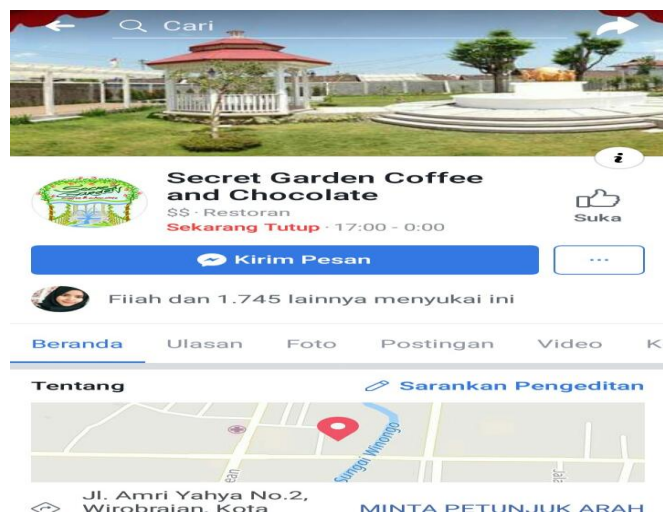 Cari
Secret Garden Coffee
and Chocolate
$$ · Restoran
Sekarang Tutup · 17:00 - 0:00
Suka
Kirim Pesan
Fiiah dan 1.745 lainnya menyukai ini
Beranda Ulasan Foto Postingan Video K
Tentang
Sarankan Pengeditan
Sungai Winongo
ean
Jala
Jl. Amri Yahya No.2,
Wirobrajan, Kota
MINTA PETUNJUK ARAH